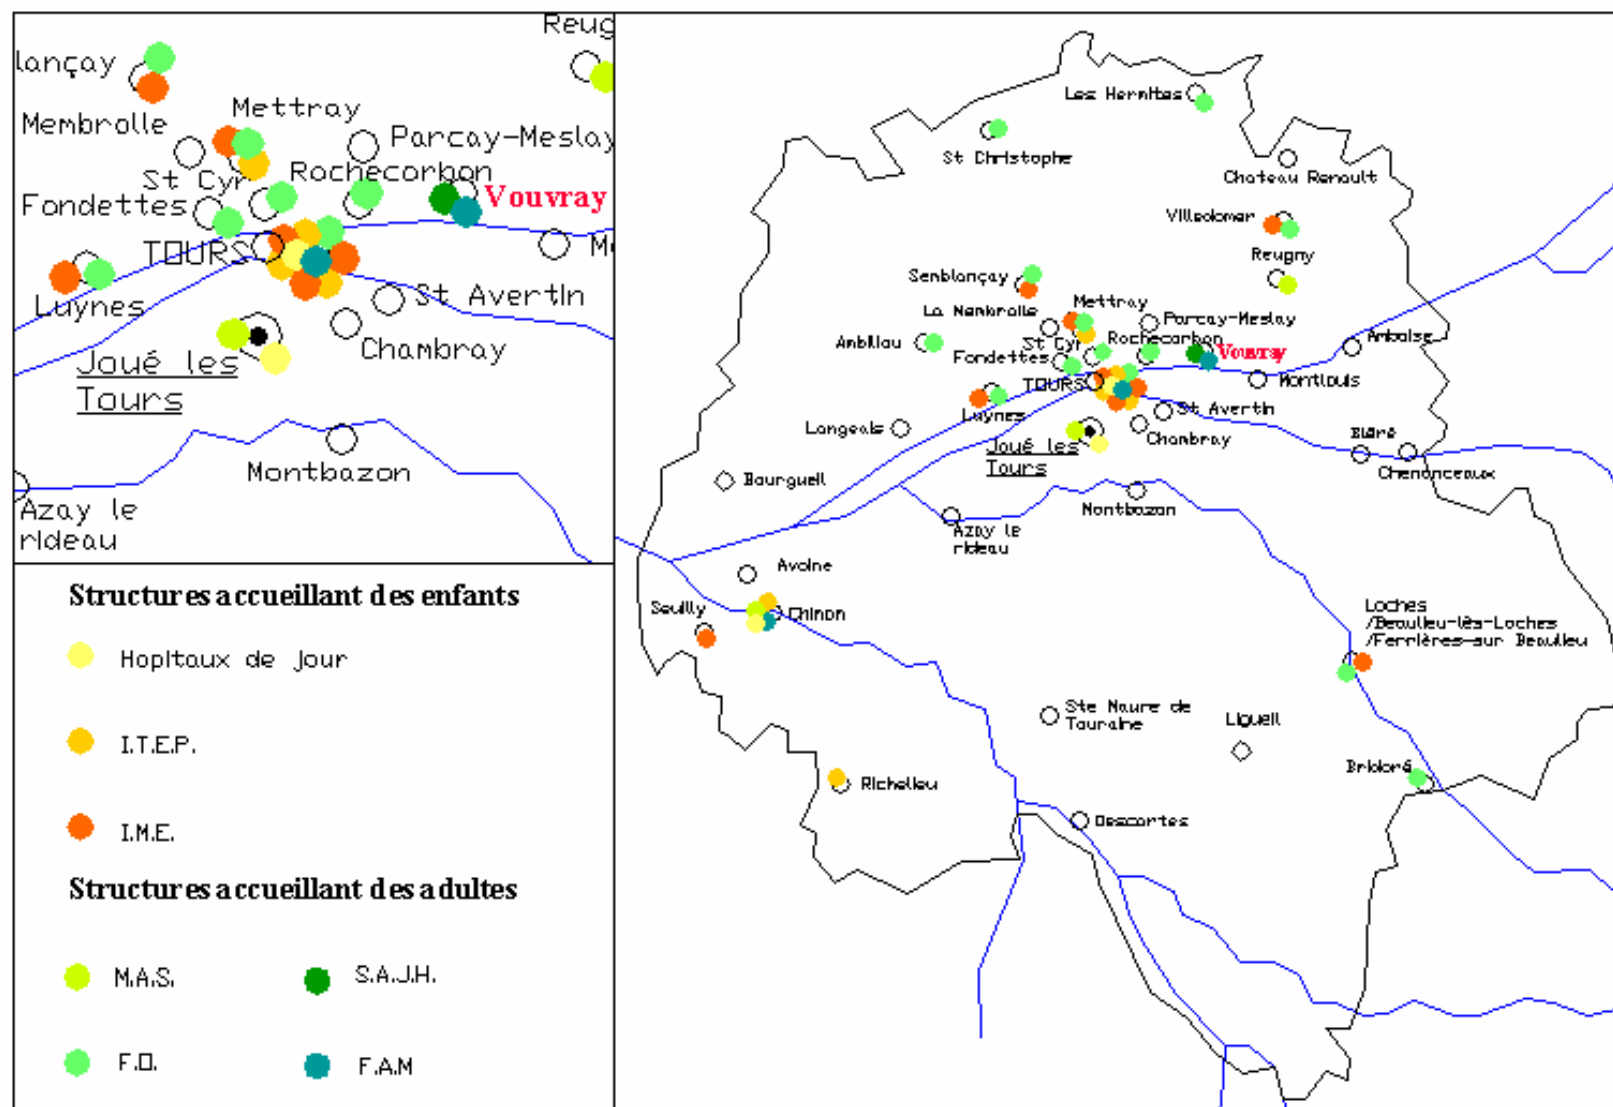 Reug
lançay
Mettray
Membrolle
Parcay-Meslay
St Cyr
Rochecorbon
Fondettes
Vouvray
TOURS
Luynes
St Avertin
Chambray
Joué les
Tours
Montbazon
Azay le
rideau
Structures accueillant des enfants
Hopitaux de jour
I.T.E.P.
I.M.E.
Structures accueillant des adultes
M.A.S.
S.A.J.H.
F.O.
F.A.M
Les Hermites
St Christophe
Chateau Renault
Villedomer
Reugny
Semblançay
Mettray
La Membrolle
Parcay-Meslay
Ambillou
St Cyr
Rochecorbon
Vouvray
Amboise
Fondettes
TOURS
Montlouis
Luynes
St Avertin
Langeais
Chambray
Joué les
Tours
Bléré
Chenonceaux
Bourgueil
Montbazon
Azay le
rideau
Avoine
Seuilly
Chinon
Loches
/Beaulieu-lès-Loches
/Ferrières-sur Beaulieu
Ste Maure de
Touraine
Ligueil
Bridoré
Richelieu
Descartes